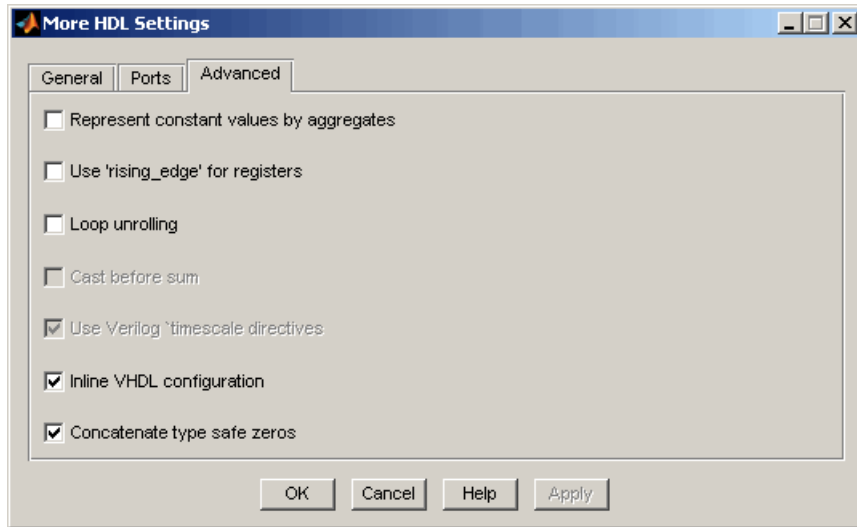 More HDL Settings
General Ports Advanced
Represent constant values by aggregates
Use 'rising_edge' for registers
Loop unrolling
Cast before sum
Use Verilog `timescale directives
Inline VHDL configuration
Concatenate type safe zeros
OK Cancel Help Apply